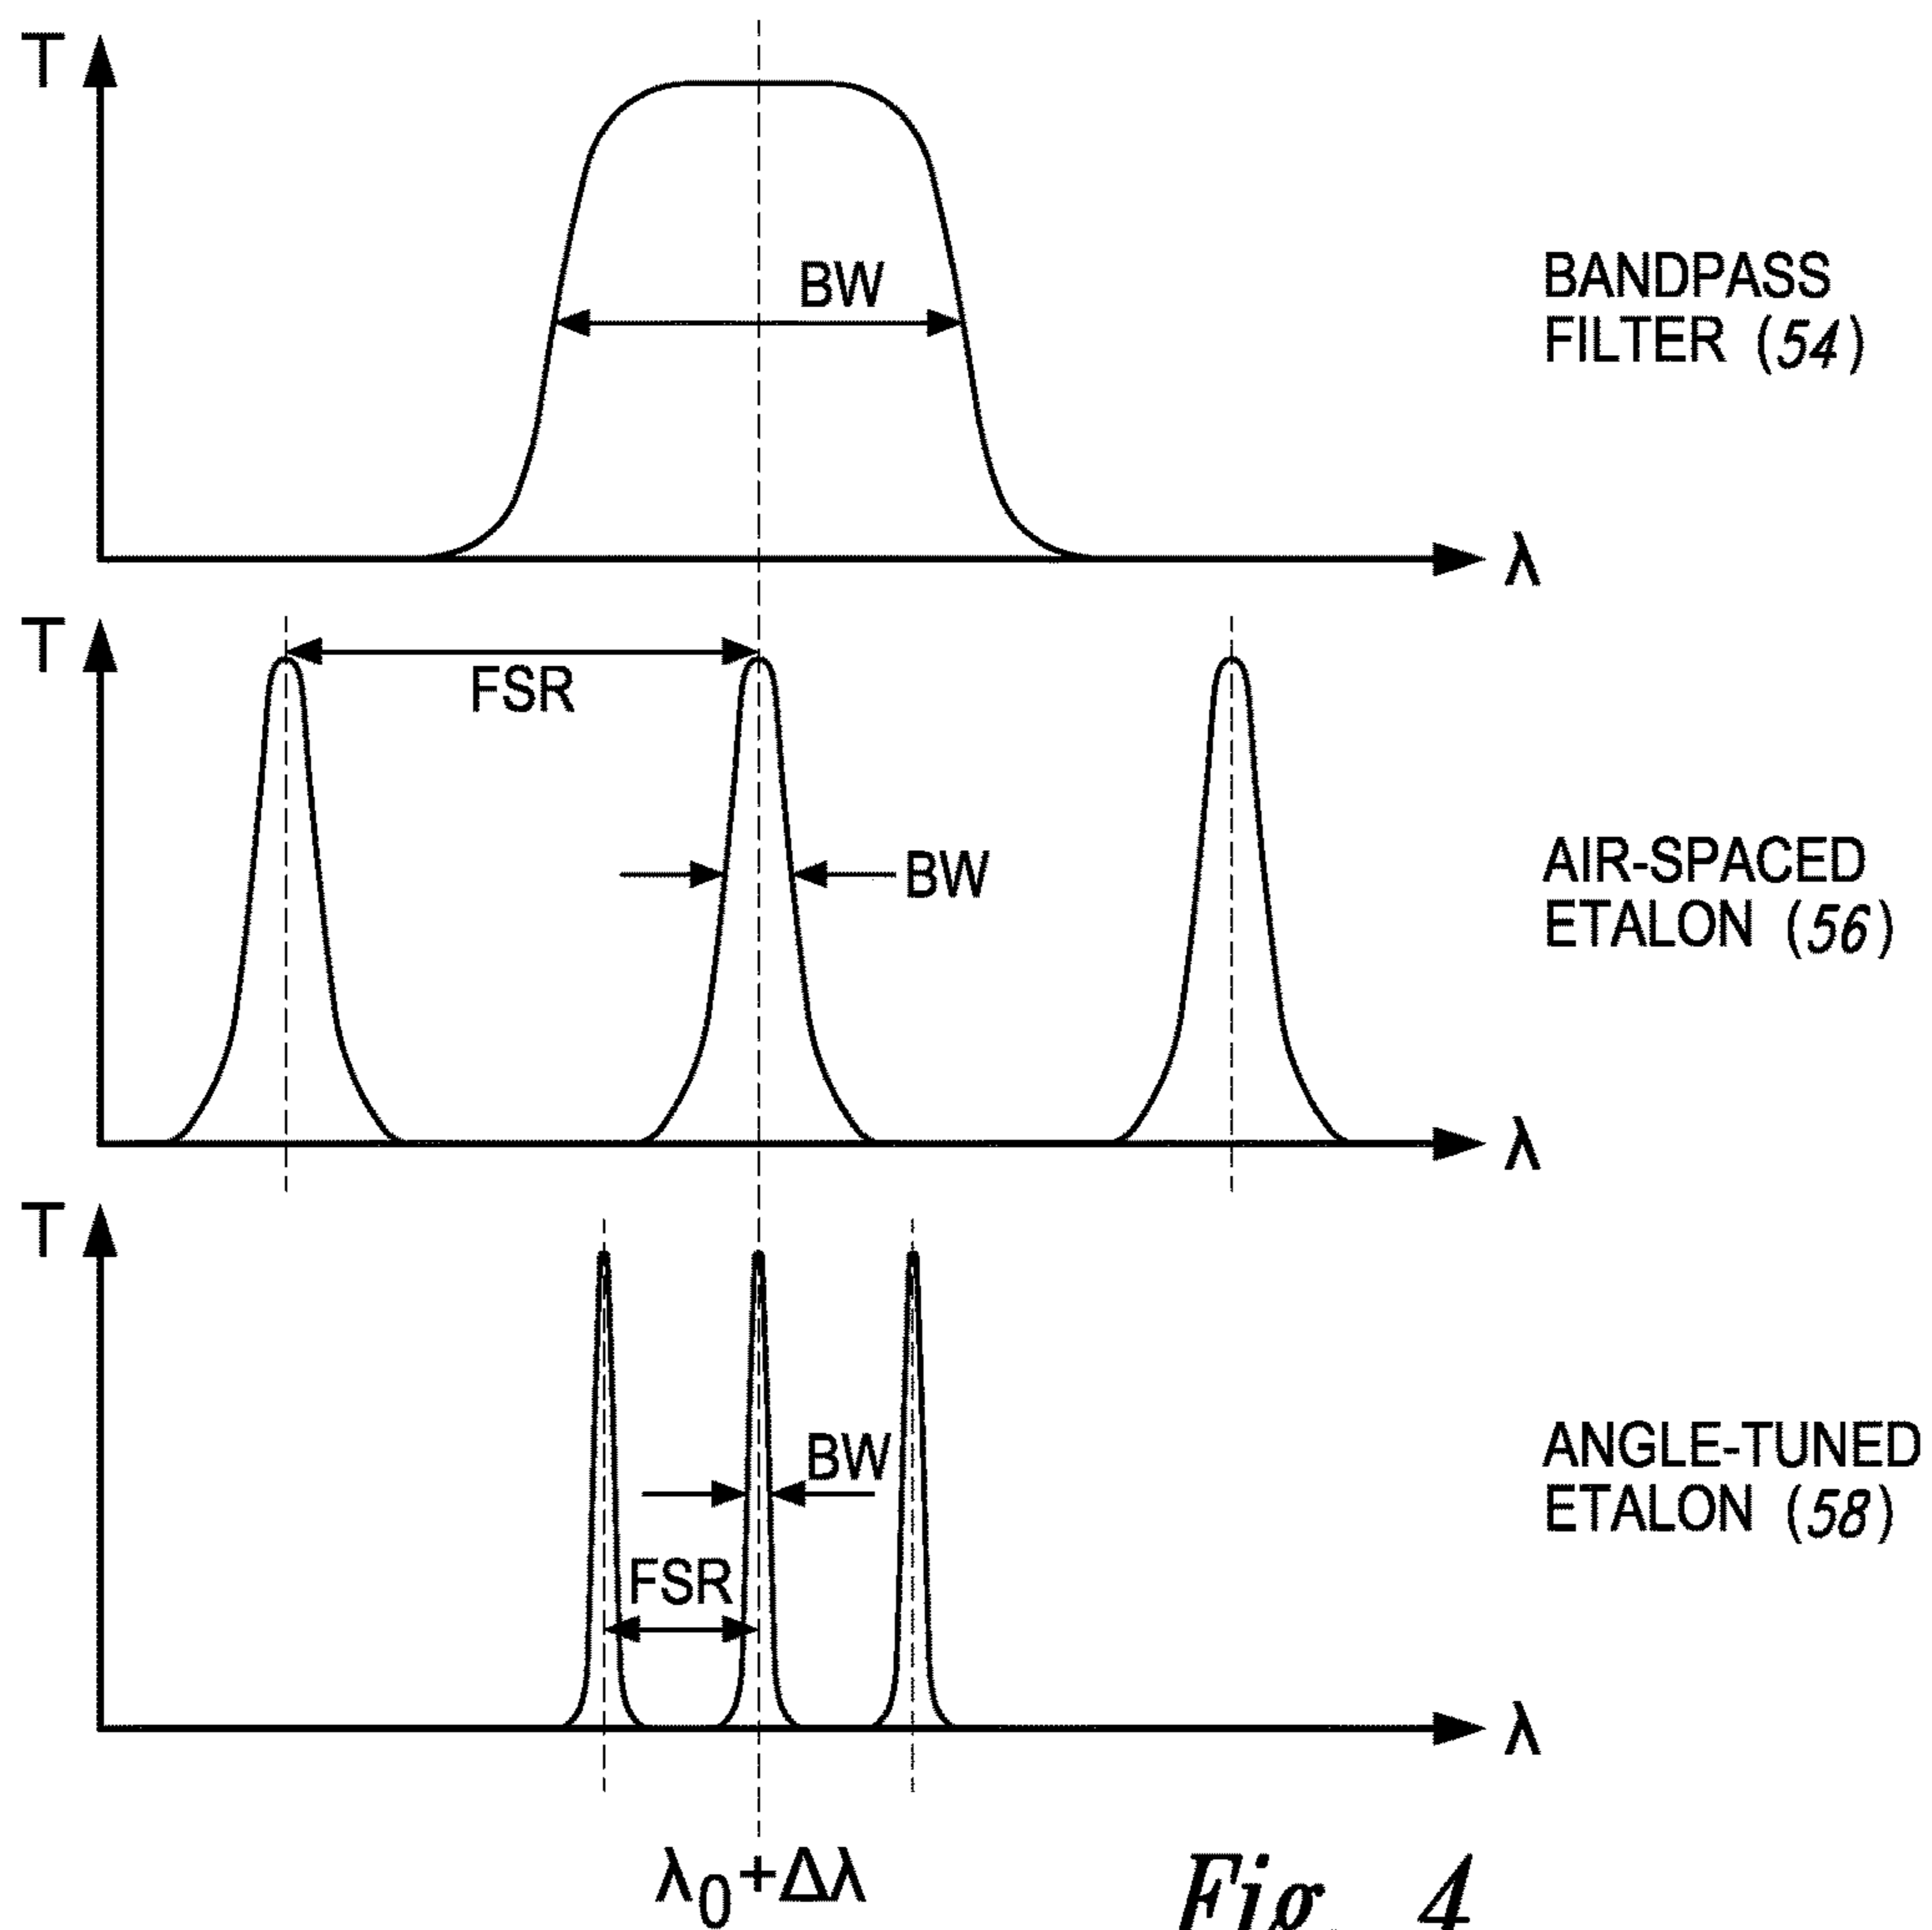 T
BW
BANDPASS
FILTER (54)
λ
T
FSR
BW
AIR-SPACED
ETALON (56)
λ
T
BW
FSR
ANGLE-TUNED
ETALON (58)
λ
λ₀+Δλ
Fig. 4